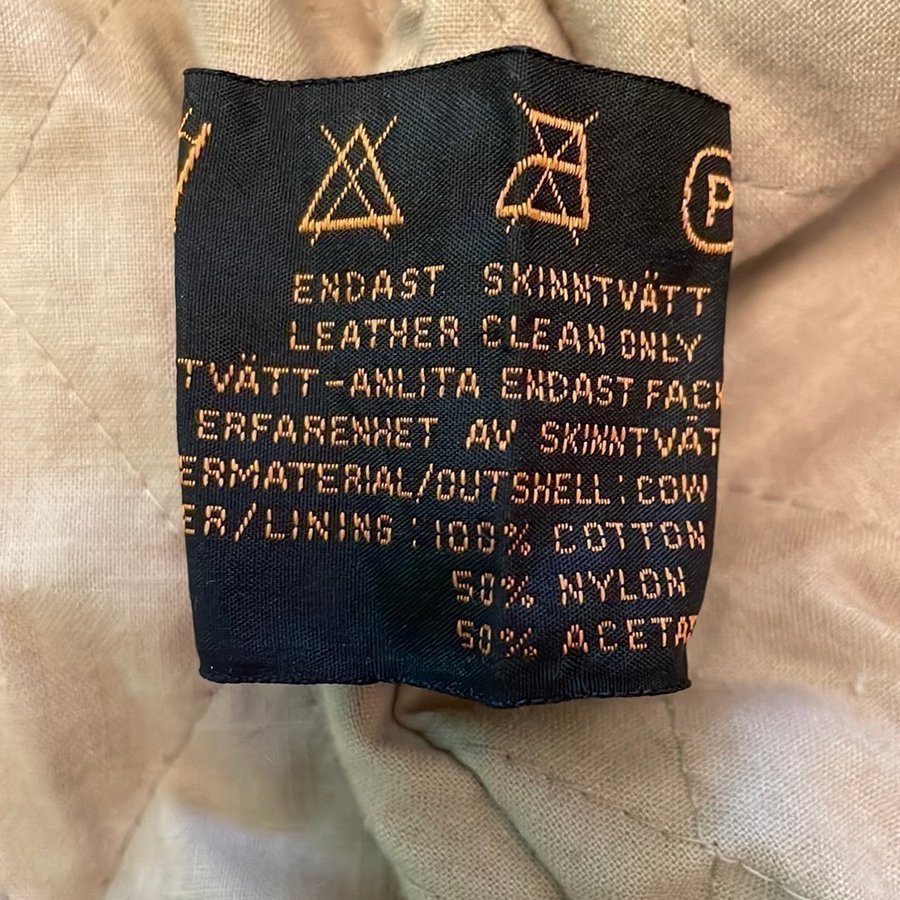 P
ENDAST SKINNTVÄTT
LEATHER CLEAN ONLY
TVÄTT-ANLITA ENDAST FACK
ERFARENHET AV SKINNTVÄT
ERMATERIAL/OUTSHELL: COW
ER/LINING: 100% COTTON
50% NYLON
50% ACETAT